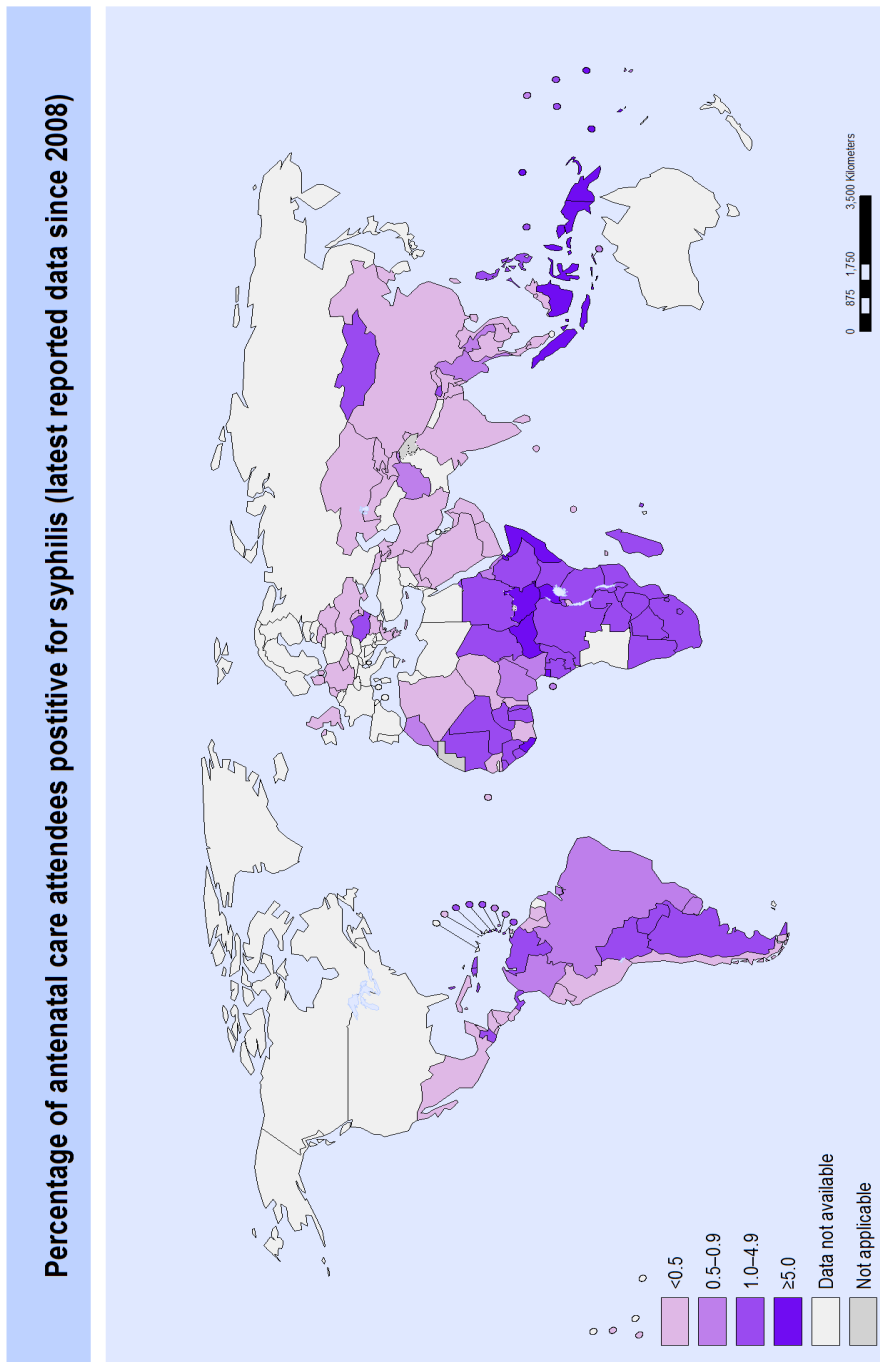 Percentage of antenatal care attendees postitive for syphilis (latest reported data since 2008)
<0.5
0.5–0.9
1.0–4.9
≥5.0
Data not available
Not applicable
0 875 1,750 3,500 Kilometers